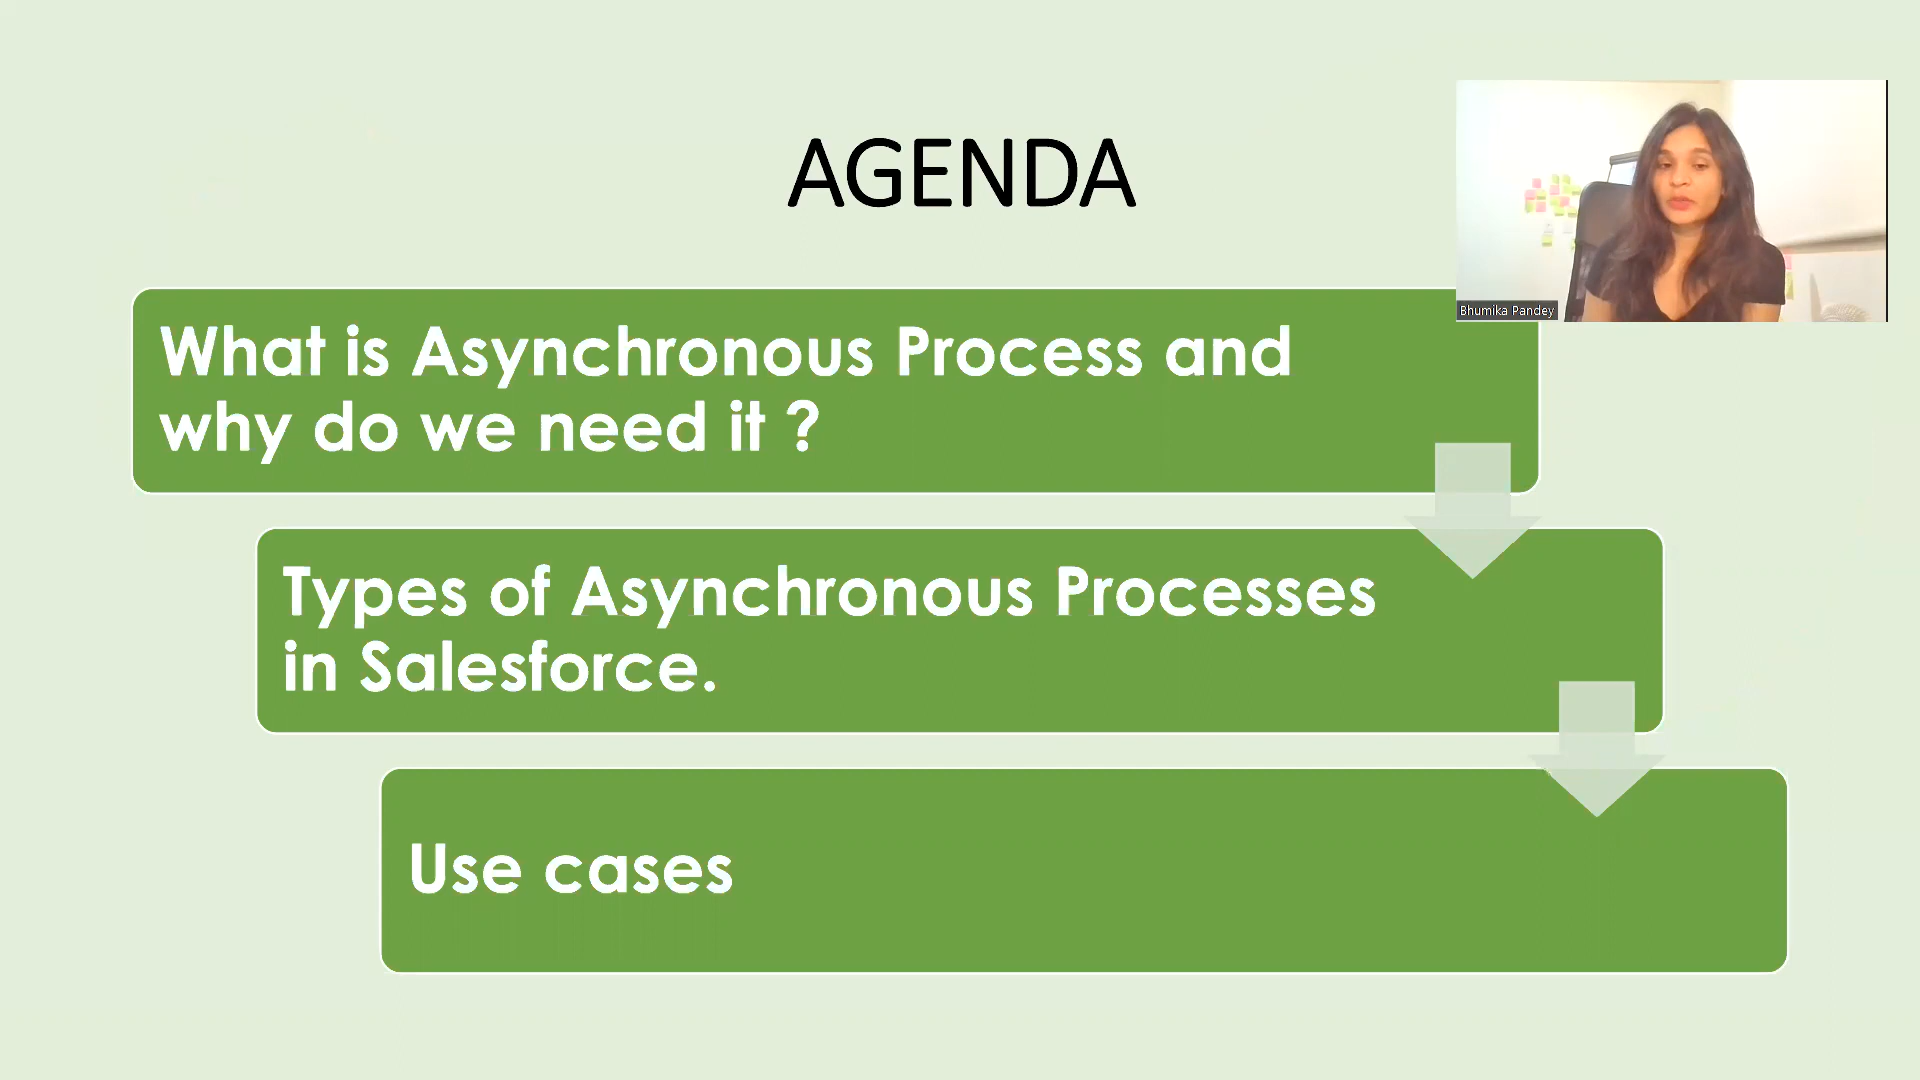 AGENDA
Bhumika Pandey
What is Asynchronous Process and
why do we need it ?
Types of Asynchronous Processes
in Salesforce.
Use cases